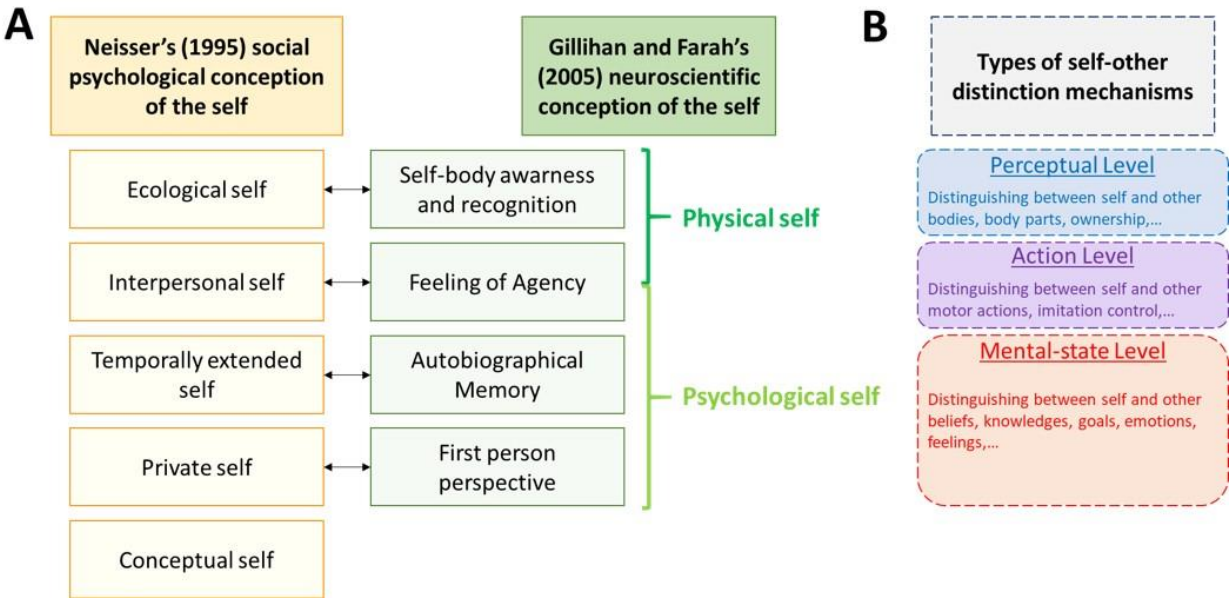 A
Neisser’s (1995) social
psychological conception
of the self
Gillihan and Farah’s
(2005) neuroscientific
conception of the self
Ecological self
Self-body awarness
and recognition
Interpersonal self
Feeling of Agency
Temporally extended
self
Autobiographical
Memory
Private self
First person
perspective
Conceptual self
Physical self
Psychological self
B
Types of self-other
distinction mechanisms
Perceptual Level
Distinguishing between self and other
bodies, body parts, ownership,...
Action Level
Distinguishing between self and other
motor actions, imitation control,...
Mental-state Level
Distinguishing between self and other
beliefs, knowledges, goals, emotions,
feelings,...